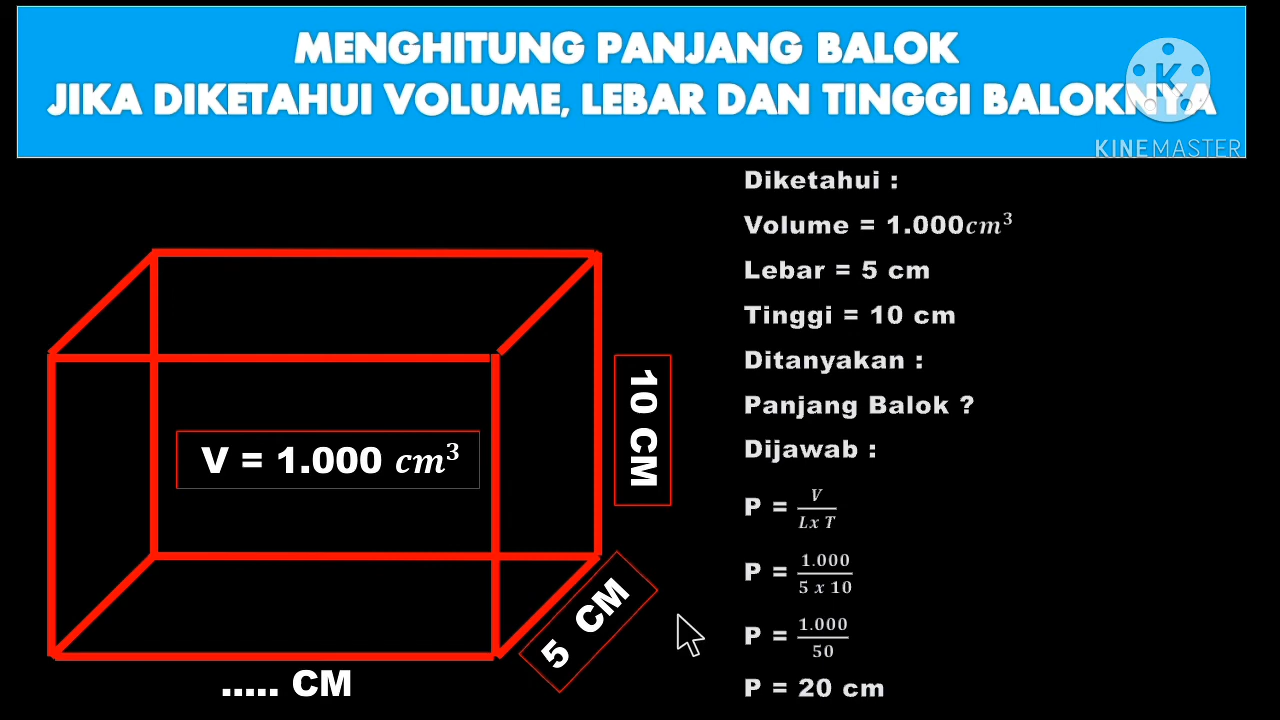 MENGHITUNG PANJANG BALOK
JIKA DIKETAHUI VOLUME, LEBAR DAN TINGGI BALOKNYA
KINEMASTER
Diketahui :
Volume = 1.000cm³
Lebar = 5 cm
Tinggi = 10 cm
Ditanyakan :
Panjang Balok ?
Dijawab :
P = V / L x T
P = 1.000 / 5 x 10
P = 1.000 / 50
P = 20 cm
V = 1.000 cm³
10 CM
5 CM
..... CM